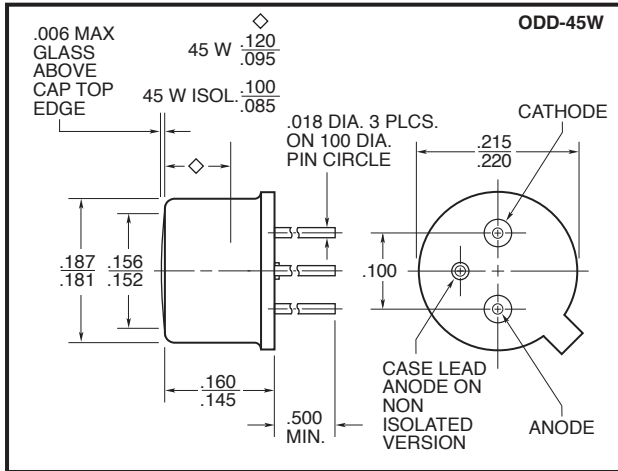 ODD-45W
.006 MAX
GLASS
ABOVE
CAP TOP
EDGE
45 W .120
.095
45 W ISOL. .100
.085
.018 DIA. 3 PLCS.
ON 100 DIA.
PIN CIRCLE
CATHODE
.215
.220
.187
.181
.156
.152
.100
.160
.145
.500
MIN.
CASE LEAD
ANODE ON
NON
ISOLATED
VERSION
ANODE